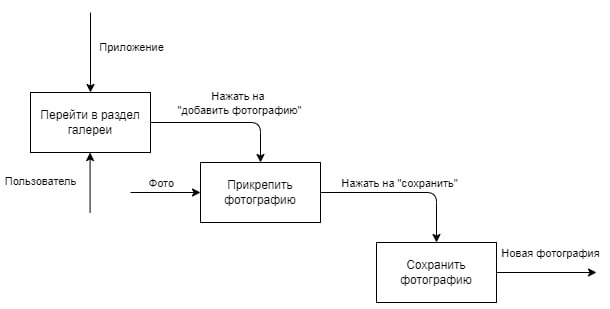 Приложение
Нажать на
"добавить фотографию"
Перейти в раздел
галереи
Пользователь
Фото
Прикрепить
фотографию
Нажать на "сохранить"
Новая фотография
Сохранить
фотографию